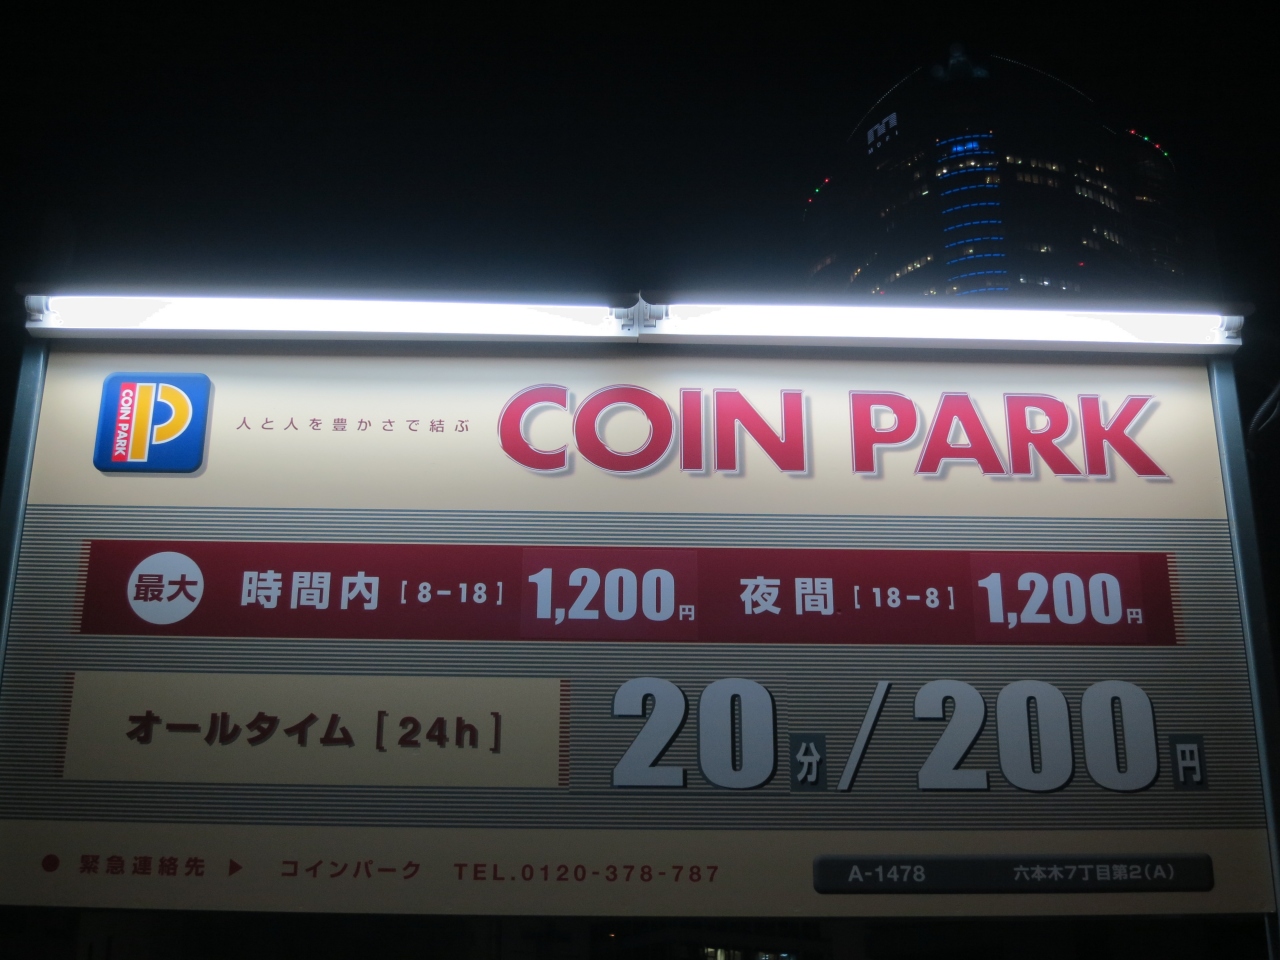 MORI
COIN PARK
人と人を豊かさで結ぶ
COIN PARK
最大 時間内 [8-18] 1,200円 夜間 [18-8] 1,200円
オールタイム [24h] 20分/200円
● 緊急連絡先 ▶ コインパーク TEL.0120-378-787
A-1478 六本木7丁目第2(A)